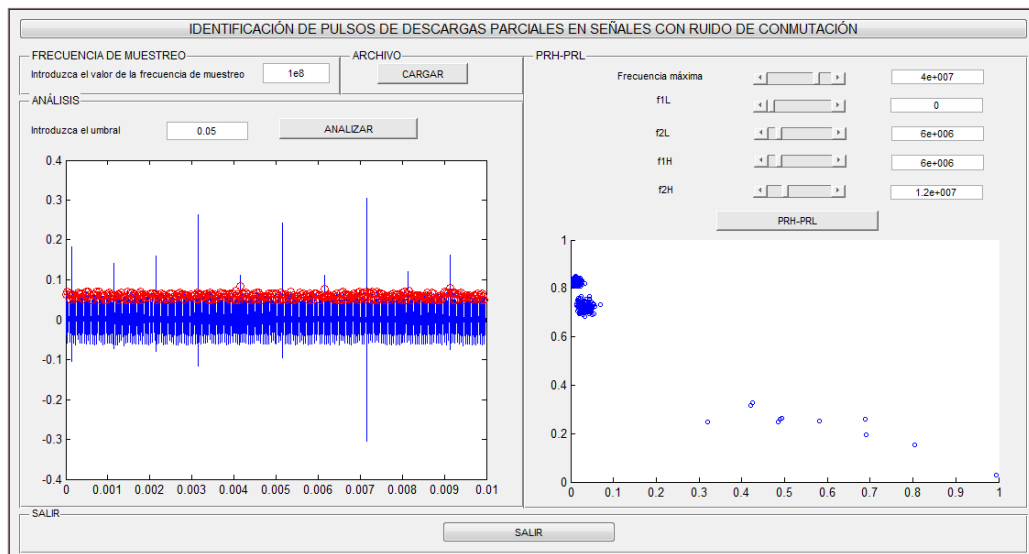 IDENTIFICACIÓN DE PULSOS DE DESCARGAS PARCIALES EN SEÑALES CON RUIDO DE CONMUTACIÓN
FRECUENCIA DE MUESTREO
Introduzca el valor de la frecuencia de muestreo
1e8
ARCHIVO
CARGAR
ANÁLISIS
Introduzca el umbral
0.05
ANALIZAR
0.4
0.3
0.2
0.1
0
-0.1
-0.2
-0.3
-0.4
0 0.001 0.002 0.003 0.004 0.005 0.006 0.007 0.008 0.009 0.01
PRH-PRL
Frecuencia máxima
4e+007
f1L
0
f2L
6e+006
f1H
6e+006
f2H
1.2e+007
PRH-PRL
1
0.8
0.6
0.4
0.2
0
0 0.1 0.2 0.3 0.4 0.5 0.6 0.7 0.8 0.9 1
SALIR
SALIR